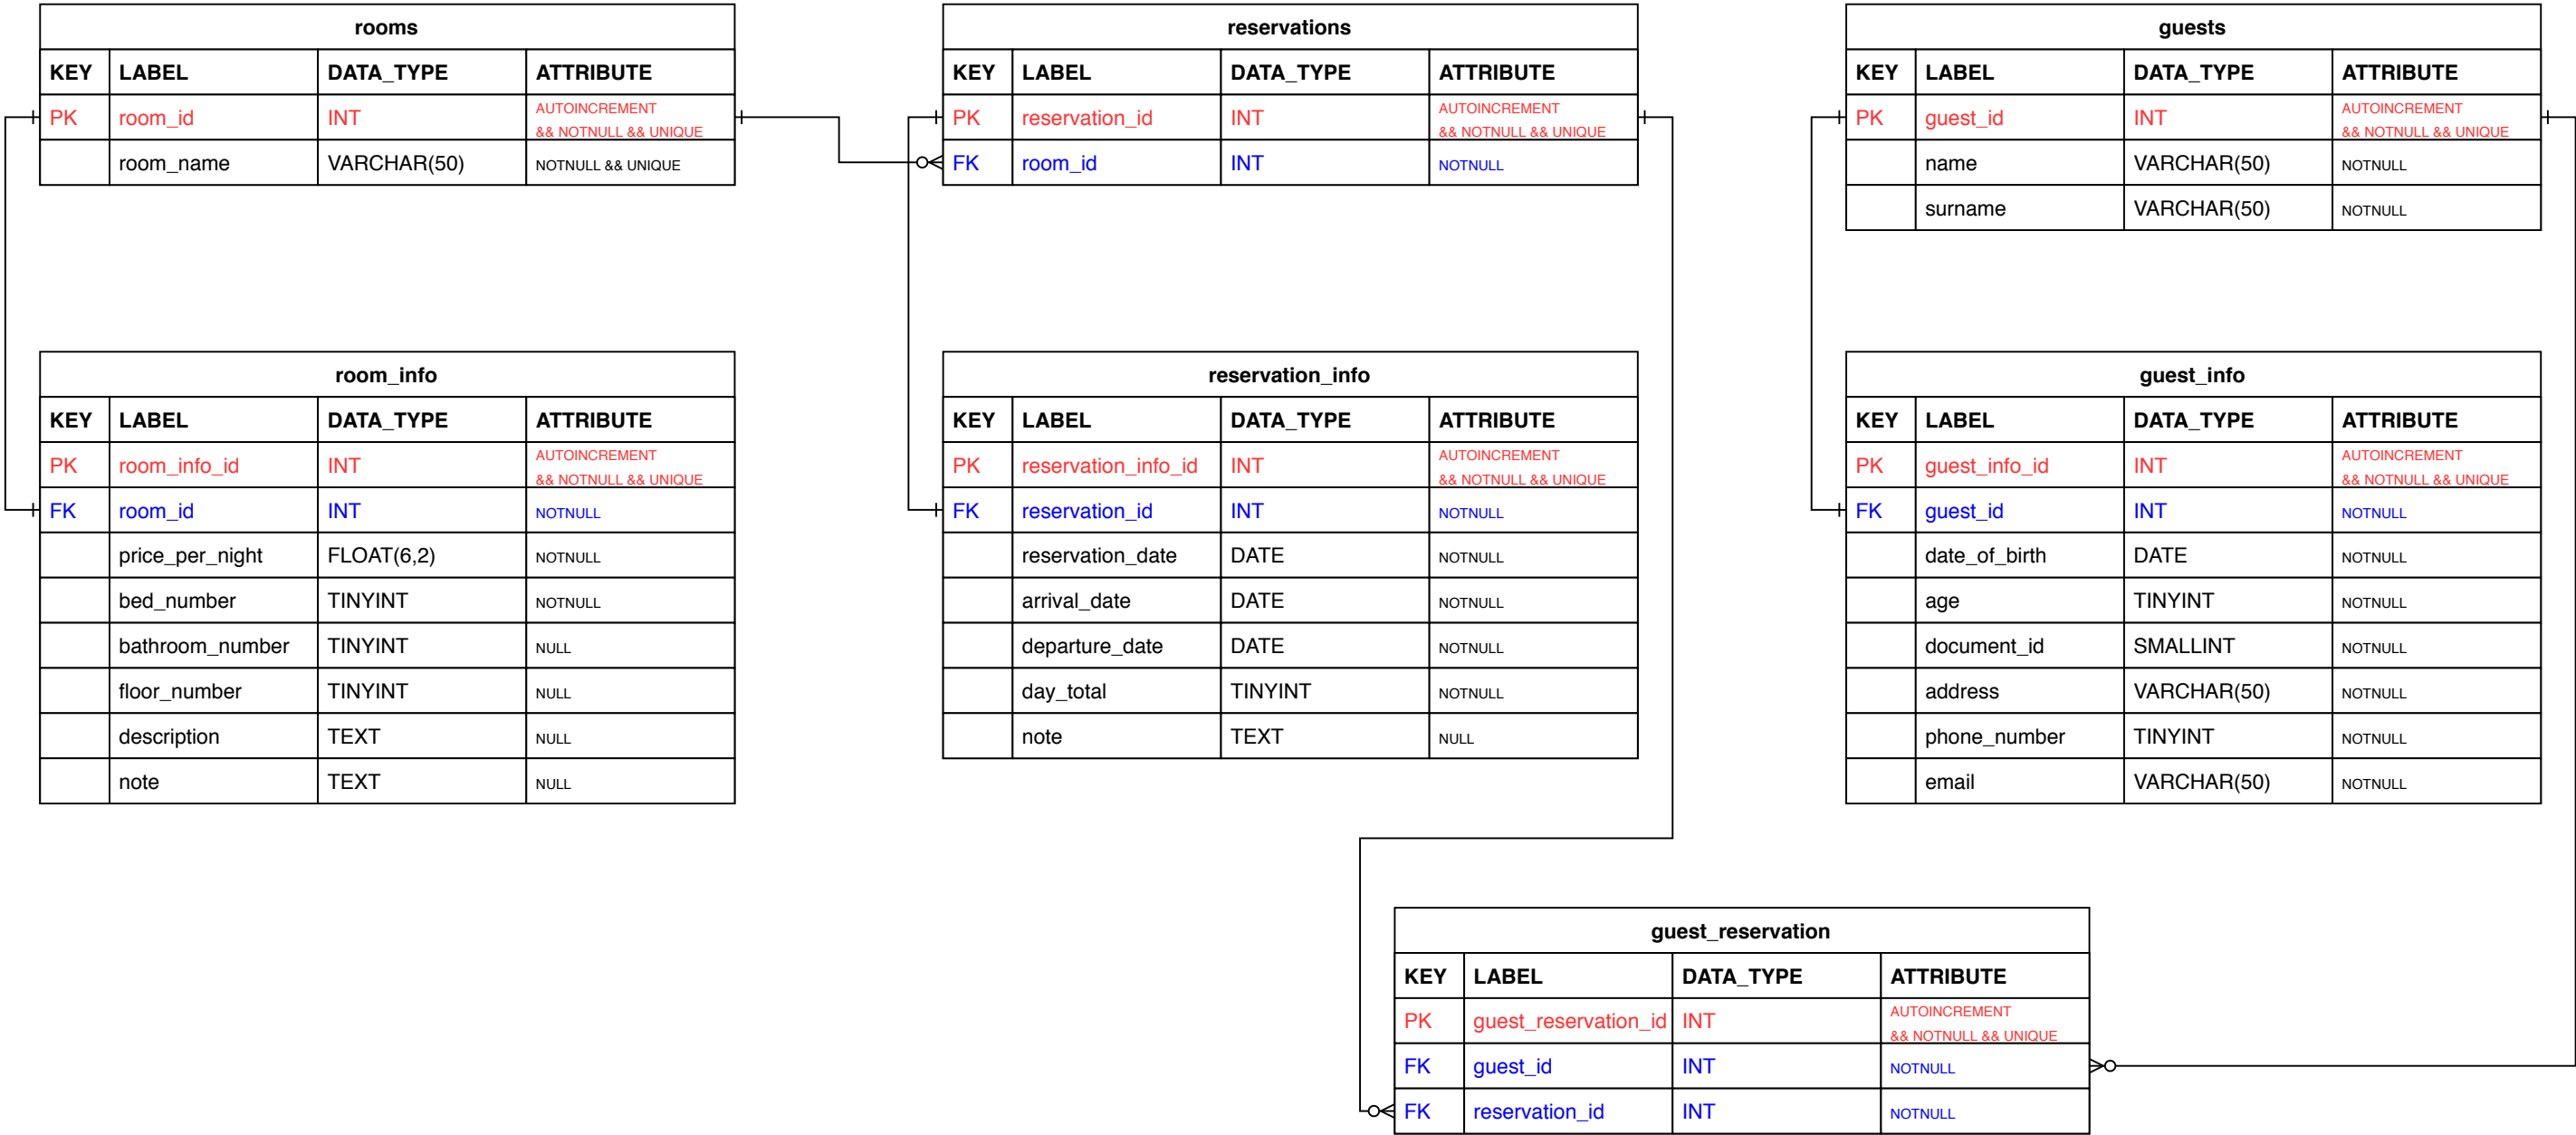 rooms
KEY LABEL DATA_TYPE ATTRIBUTE
PK room_id INT AUTOINCREMENT
&& NOTNULL && UNIQUE
room_name VARCHAR(50) NOTNULL && UNIQUE
reservations
KEY LABEL DATA_TYPE ATTRIBUTE
PK reservation_id INT AUTOINCREMENT
&& NOTNULL && UNIQUE
FK room_id INT NOTNULL
guests
KEY LABEL DATA_TYPE ATTRIBUTE
PK guest_id INT AUTOINCREMENT
&& NOTNULL && UNIQUE
name VARCHAR(50) NOTNULL
surname VARCHAR(50) NOTNULL
room_info
KEY LABEL DATA_TYPE ATTRIBUTE
PK room_info_id INT AUTOINCREMENT
&& NOTNULL && UNIQUE
FK room_id INT NOTNULL
price_per_night FLOAT(6,2) NOTNULL
bed_number TINYINT NOTNULL
bathroom_number TINYINT NULL
floor_number TINYINT NULL
description TEXT NULL
note TEXT NULL
reservation_info
KEY LABEL DATA_TYPE ATTRIBUTE
PK reservation_info_id INT AUTOINCREMENT
&& NOTNULL && UNIQUE
FK reservation_id INT NOTNULL
reservation_date DATE NOTNULL
arrival_date DATE NOTNULL
departure_date DATE NOTNULL
day_total TINYINT NOTNULL
note TEXT NULL
guest_info
KEY LABEL DATA_TYPE ATTRIBUTE
PK guest_info_id INT AUTOINCREMENT
&& NOTNULL && UNIQUE
FK guest_id INT NOTNULL
date_of_birth DATE NOTNULL
age TINYINT NOTNULL
document_id SMALLINT NOTNULL
address VARCHAR(50) NOTNULL
phone_number TINYINT NOTNULL
email VARCHAR(50) NOTNULL
guest_reservation
KEY LABEL DATA_TYPE ATTRIBUTE
PK guest_reservation_id INT AUTOINCREMENT
&& NOTNULL && UNIQUE
FK guest_id INT NOTNULL
FK reservation_id INT NOTNULL